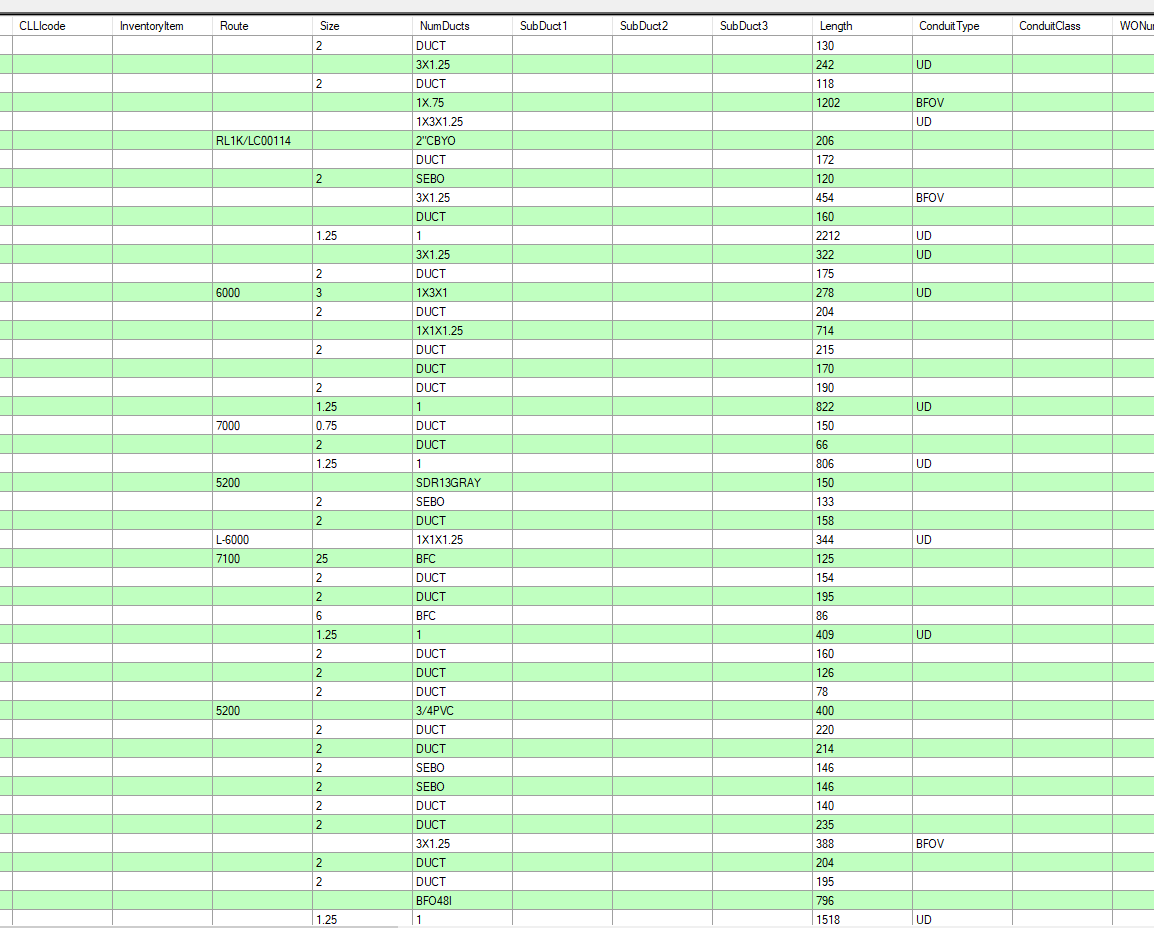 CLLIcode InventoryItem Route Size NumDucts SubDuct1 SubDuct2 SubDuct3 Length ConduitType ConduitClass WONu
2 DUCT 130
3X1.25 242 UD
2 DUCT 118
1X.75 1202 BFOV
1X3X1.25 UD
RL1K/LC00114 2"CBYO 206
DUCT 172
2 SEBO 120
3X1.25 454 BFOV
DUCT 160
1.25 1 2212 UD
3X1.25 322 UD
2 DUCT 175
6000 3 1X3X1 278 UD
2 DUCT 204
1X1X1.25 714
2 DUCT 215
DUCT 170
2 DUCT 190
1.25 1 822 UD
7000 0.75 DUCT 150
2 DUCT 66
1.25 1 806 UD
5200 SDR13GRAY 150
2 SEBO 133
2 DUCT 158
L-6000 1X1X1.25 344 UD
7100 25 BFC 125
2 DUCT 154
2 DUCT 195
6 BFC 86
1.25 1 409 UD
2 DUCT 160
2 DUCT 126
2 DUCT 78
5200 3/4PVC 400
2 DUCT 220
2 DUCT 214
2 SEBO 146
2 SEBO 146
2 DUCT 140
2 DUCT 235
3X1.25 388 BFOV
2 DUCT 204
2 DUCT 195
BFO48I 796
1.25 1 1518 UD